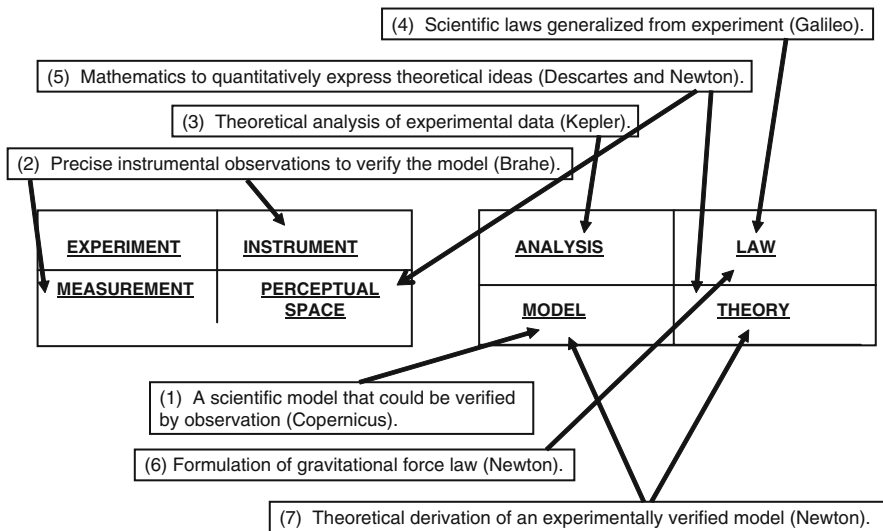 (4) Scientific laws generalized from experiment (Galileo).
(5) Mathematics to quantitatively express theoretical ideas (Descartes and Newton).
(3) Theoretical analysis of experimental data (Kepler).
(2) Precise instrumental observations to verify the model (Brahe).
EXPERIMENT
INSTRUMENT
MEASUREMENT
PERCEPTUAL
SPACE
ANALYSIS
LAW
MODEL
THEORY
(1) A scientific model that could be verified
by observation (Copernicus).
(6) Formulation of gravitational force law (Newton).
(7) Theoretical derivation of an experimentally verified model (Newton).